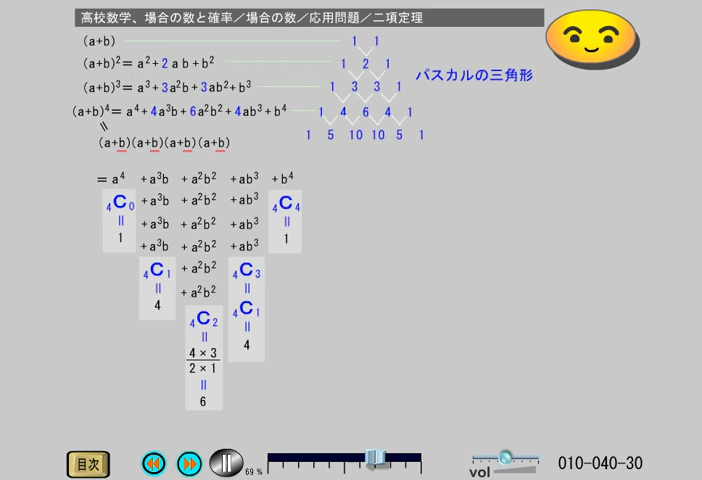 高校数学、場合の数と確率／場合の数／応用問題／二項定理
(a+b) 1 1
(a+b)²= a²+2ab+b² 1 2 1
(a+b)³= a³+3a²b+3ab²+b³ 1 3 3 1
パスカルの三角形
(a+b)⁴= a⁴+4a³b+6a²b²+4ab³+b⁴ 1 4 6 4 1
=
(a+b)(a+b)(a+b)(a+b) 1 5 10 10 5 1
= a⁴ +a³b +a²b² +ab³ +b⁴
+a³b +a²b² +ab³
+a³b +a²b² +ab³
+a³b +a²b² +ab³
+a²b²
+a²b²
₄C₀
=
1
₄C₁
=
4
₄C₂
=
4×3
2×1
=
6
₄C₃
=
₄C₁
=
4
₄C₄
=
1
目次 69% vol 010-040-30